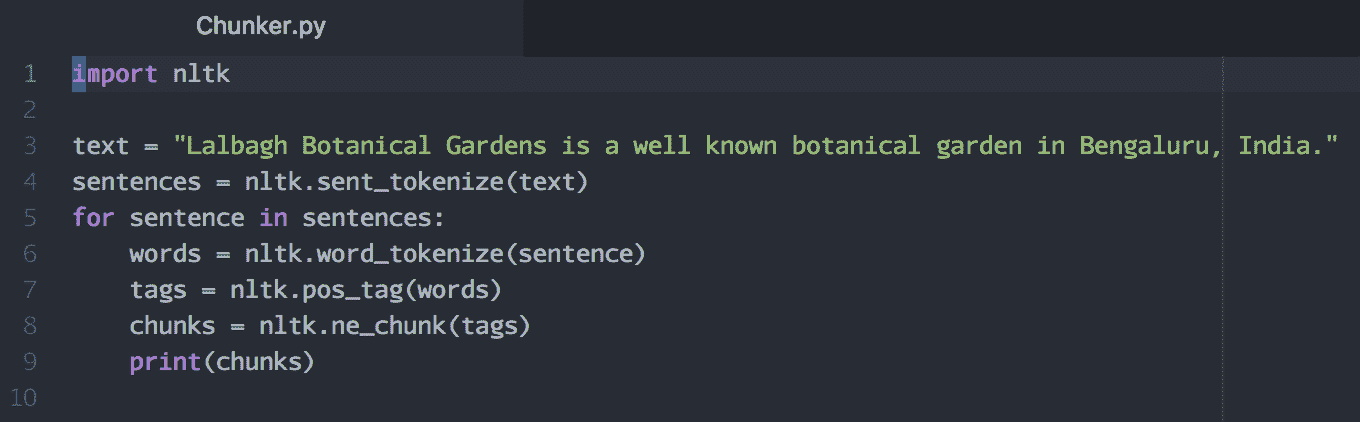 Chunker.py
1 import nltk
2
3 text = "Lalbagh Botanical Gardens is a well known botanical garden in Bengaluru, India."
4 sentences = nltk.sent_tokenize(text)
5 for sentence in sentences:
6     words = nltk.word_tokenize(sentence)
7     tags = nltk.pos_tag(words)
8     chunks = nltk.ne_chunk(tags)
9     print(chunks)
10